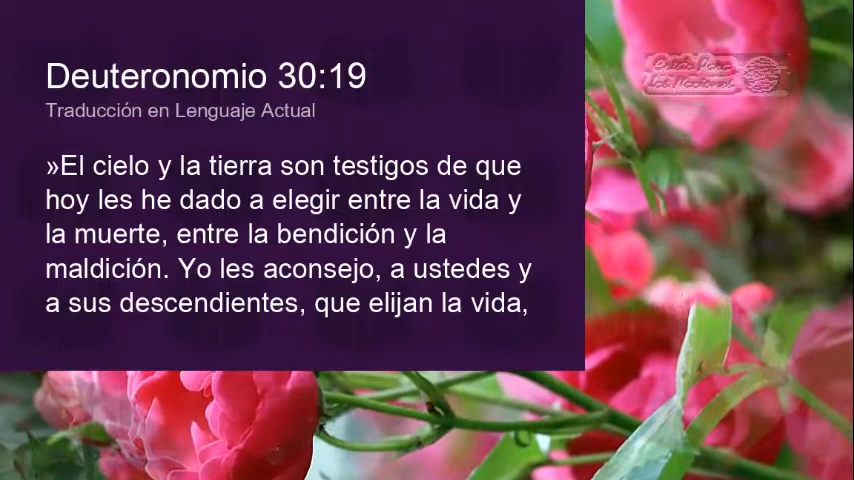 Deuteronomio 30:19
Traducción en Lenguaje Actual
»El cielo y la tierra son testigos de que
hoy les he dado a elegir entre la vida y
la muerte, entre la bendición y la
maldición. Yo les aconsejo, a ustedes y
a sus descendientes, que elijan la vida,